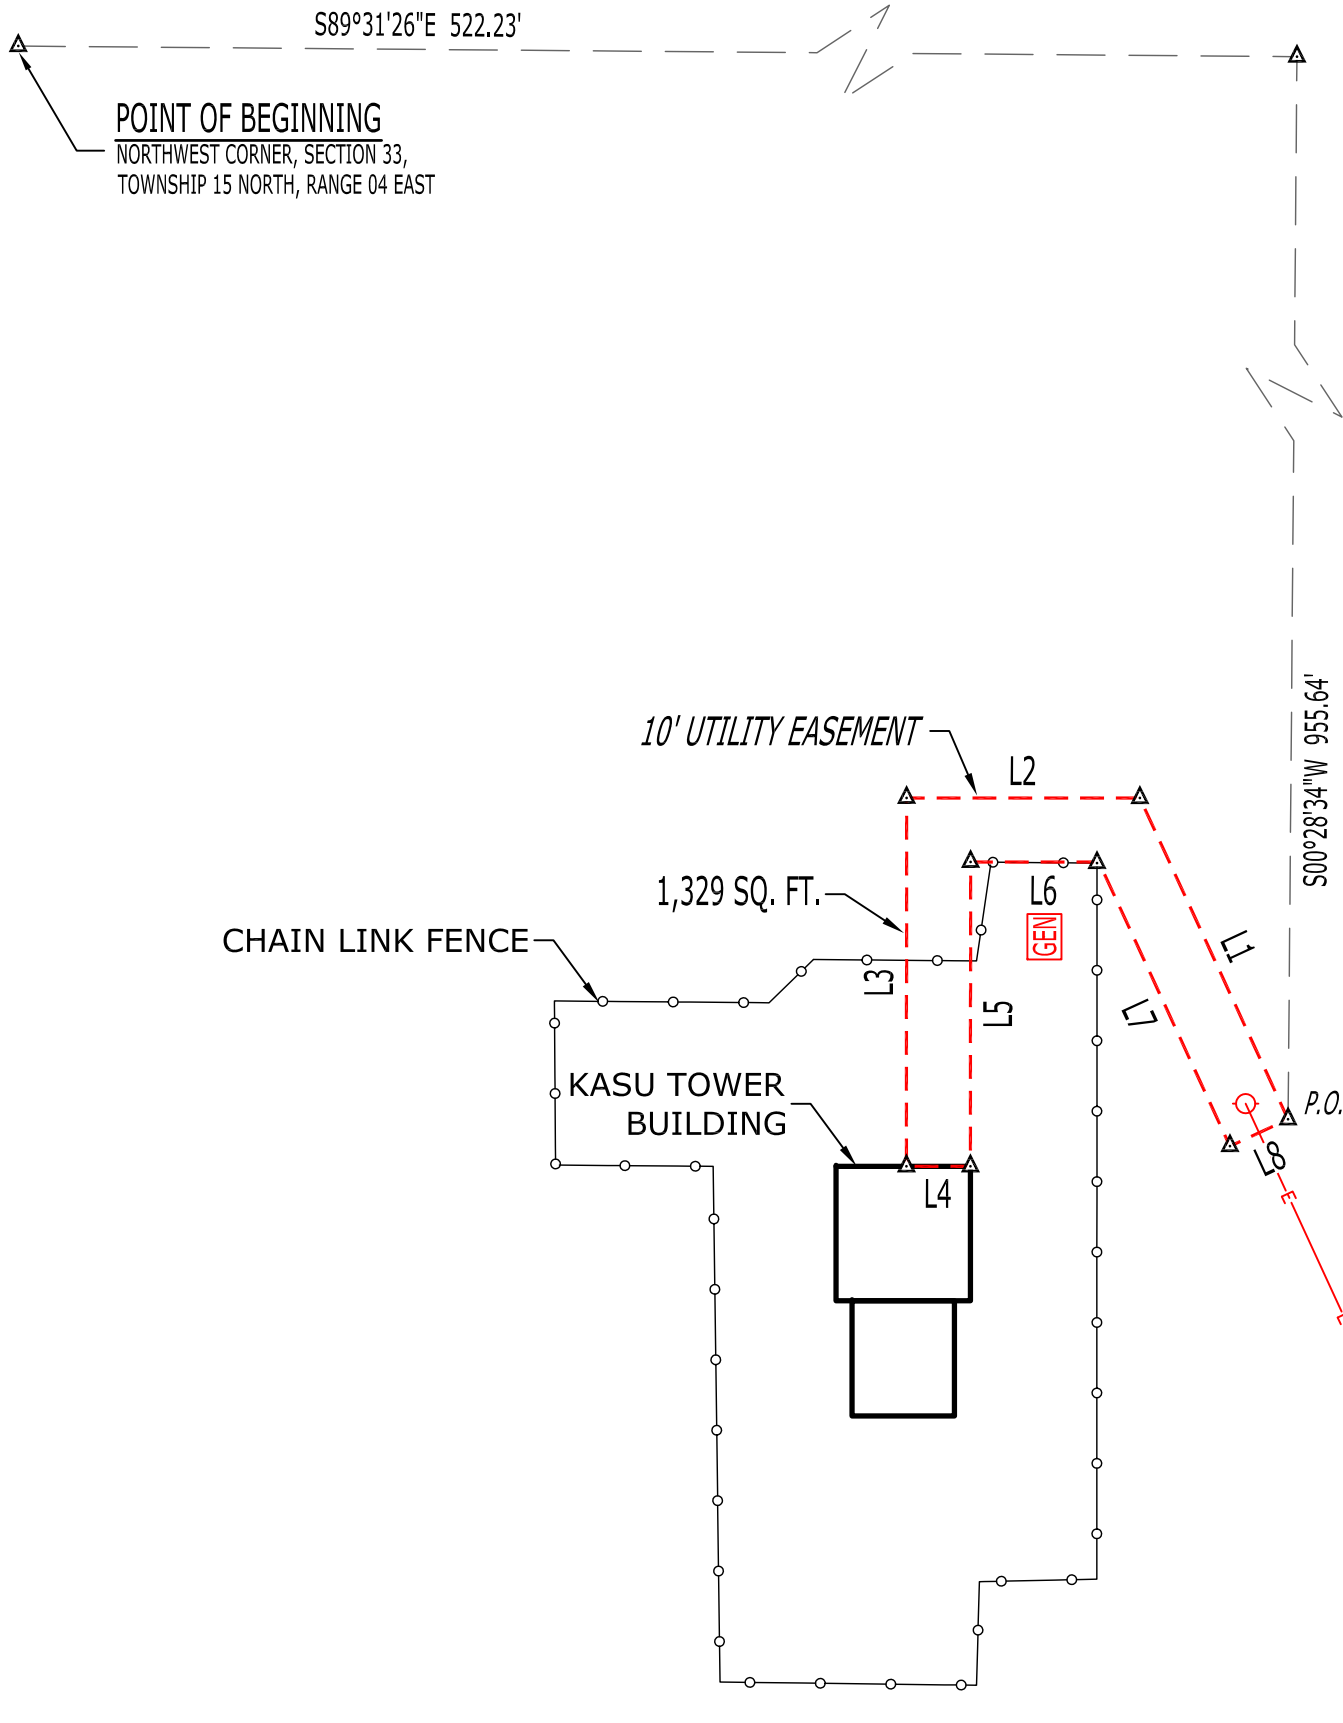 S89°31'26"E 522.23'
POINT OF BEGINNING
NORTHWEST CORNER, SECTION 33,
TOWNSHIP 15 NORTH, RANGE 04 EAST
S00°28'34"W 955.64'
10' UTILITY EASEMENT
L2
1,329 SQ. FT.
L6
GEN
CHAIN LINK FENCE
L1
L3
L5
L7
KASU TOWER
BUILDING
P.O.
L8
L4
E